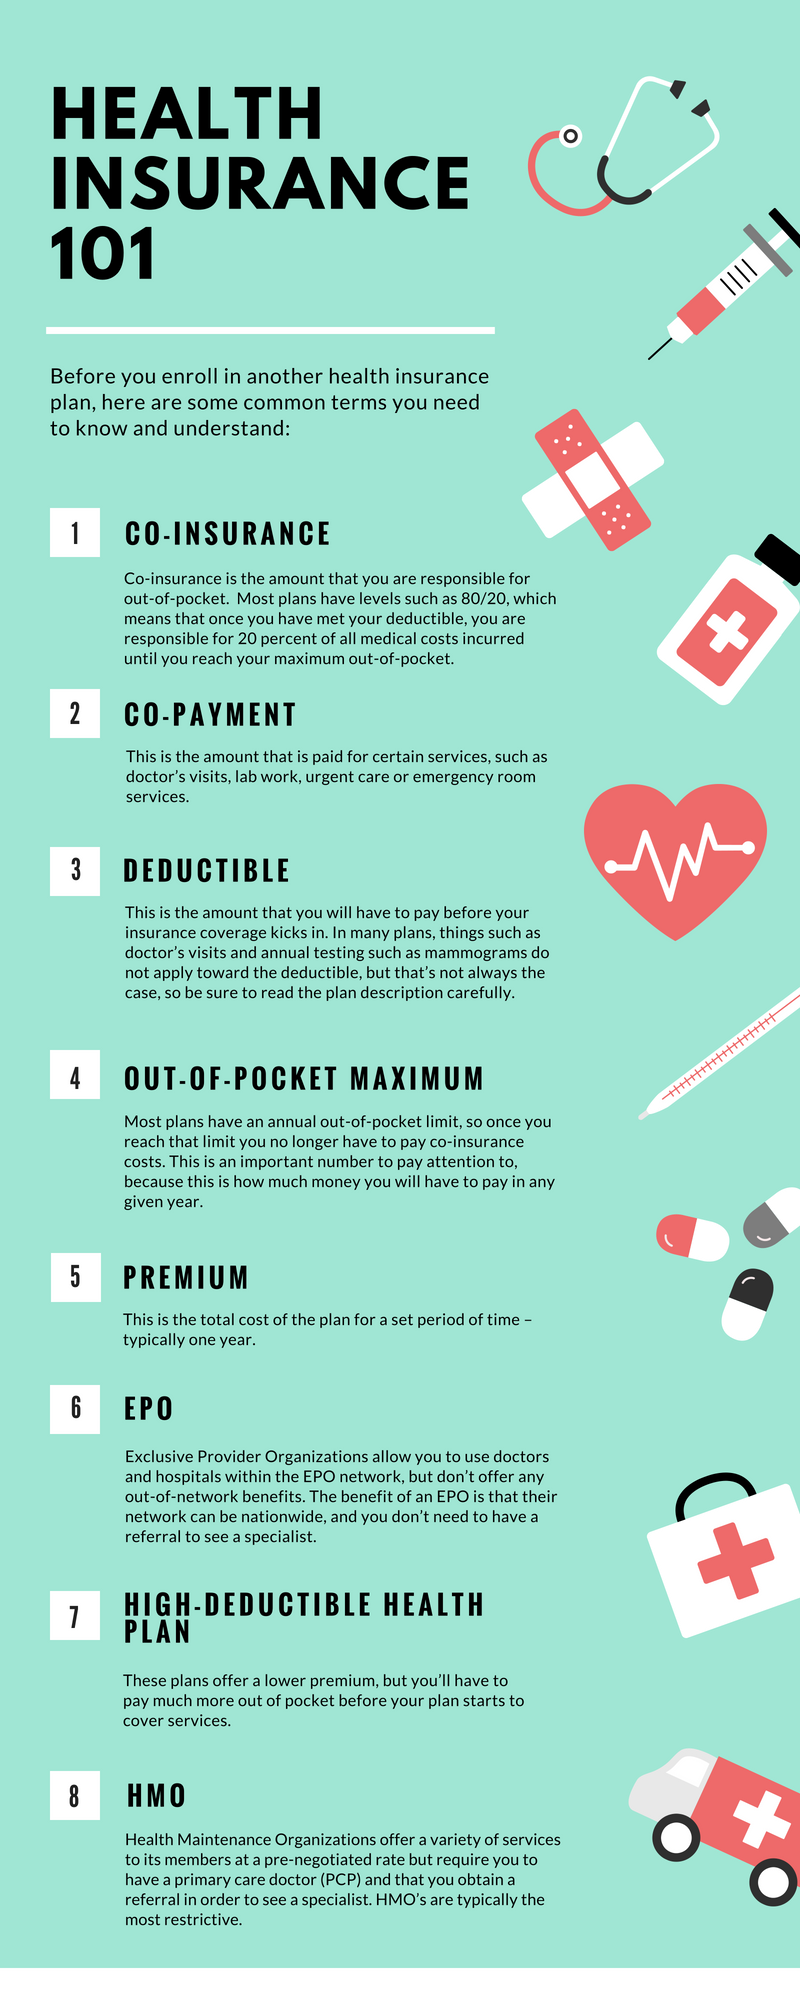 HEALTH
INSURANCE
101
Before you enroll in another health insurance
plan, here are some common terms you need
to know and understand:
1
CO-INSURANCE
Co-insurance is the amount that you are responsible for
out-of-pocket.  Most plans have levels such as 80/20, which
means that once you have met your deductible, you are
responsible for 20 percent of all medical costs incurred
until you reach your maximum out-of-pocket.
2
CO-PAYMENT
This is the amount that is paid for certain services, such as
doctor’s visits, lab work, urgent care or emergency room
services.
3
DEDUCTIBLE
This is the amount that you will have to pay before your
insurance coverage kicks in. In many plans, things such as
doctor’s visits and annual testing such as mammograms do
not apply toward the deductible, but that’s not always the
case, so be sure to read the plan description carefully.
4
OUT-OF-POCKET MAXIMUM
Most plans have an annual out-of-pocket limit, so once you
reach that limit you no longer have to pay co-insurance
costs. This is an important number to pay attention to,
because this is how much money you will have to pay in any
given year.
5
PREMIUM
This is the total cost of the plan for a set period of time –
typically one year.
6
EPO
Exclusive Provider Organizations allow you to use doctors
and hospitals within the EPO network, but don’t offer any
out-of-network benefits. The benefit of an EPO is that their
network can be nationwide, and you don’t need to have a
referral to see a specialist.
7
HIGH-DEDUCTIBLE HEALTH
PLAN
These plans offer a lower premium, but you’ll have to
pay much more out of pocket before your plan starts to
cover services.
8
HMO
Health Maintenance Organizations offer a variety of services
to its members at a pre-negotiated rate but require you to
have a primary care doctor (PCP) and that you obtain a
referral in order to see a specialist. HMO’s are typically the
most restrictive.